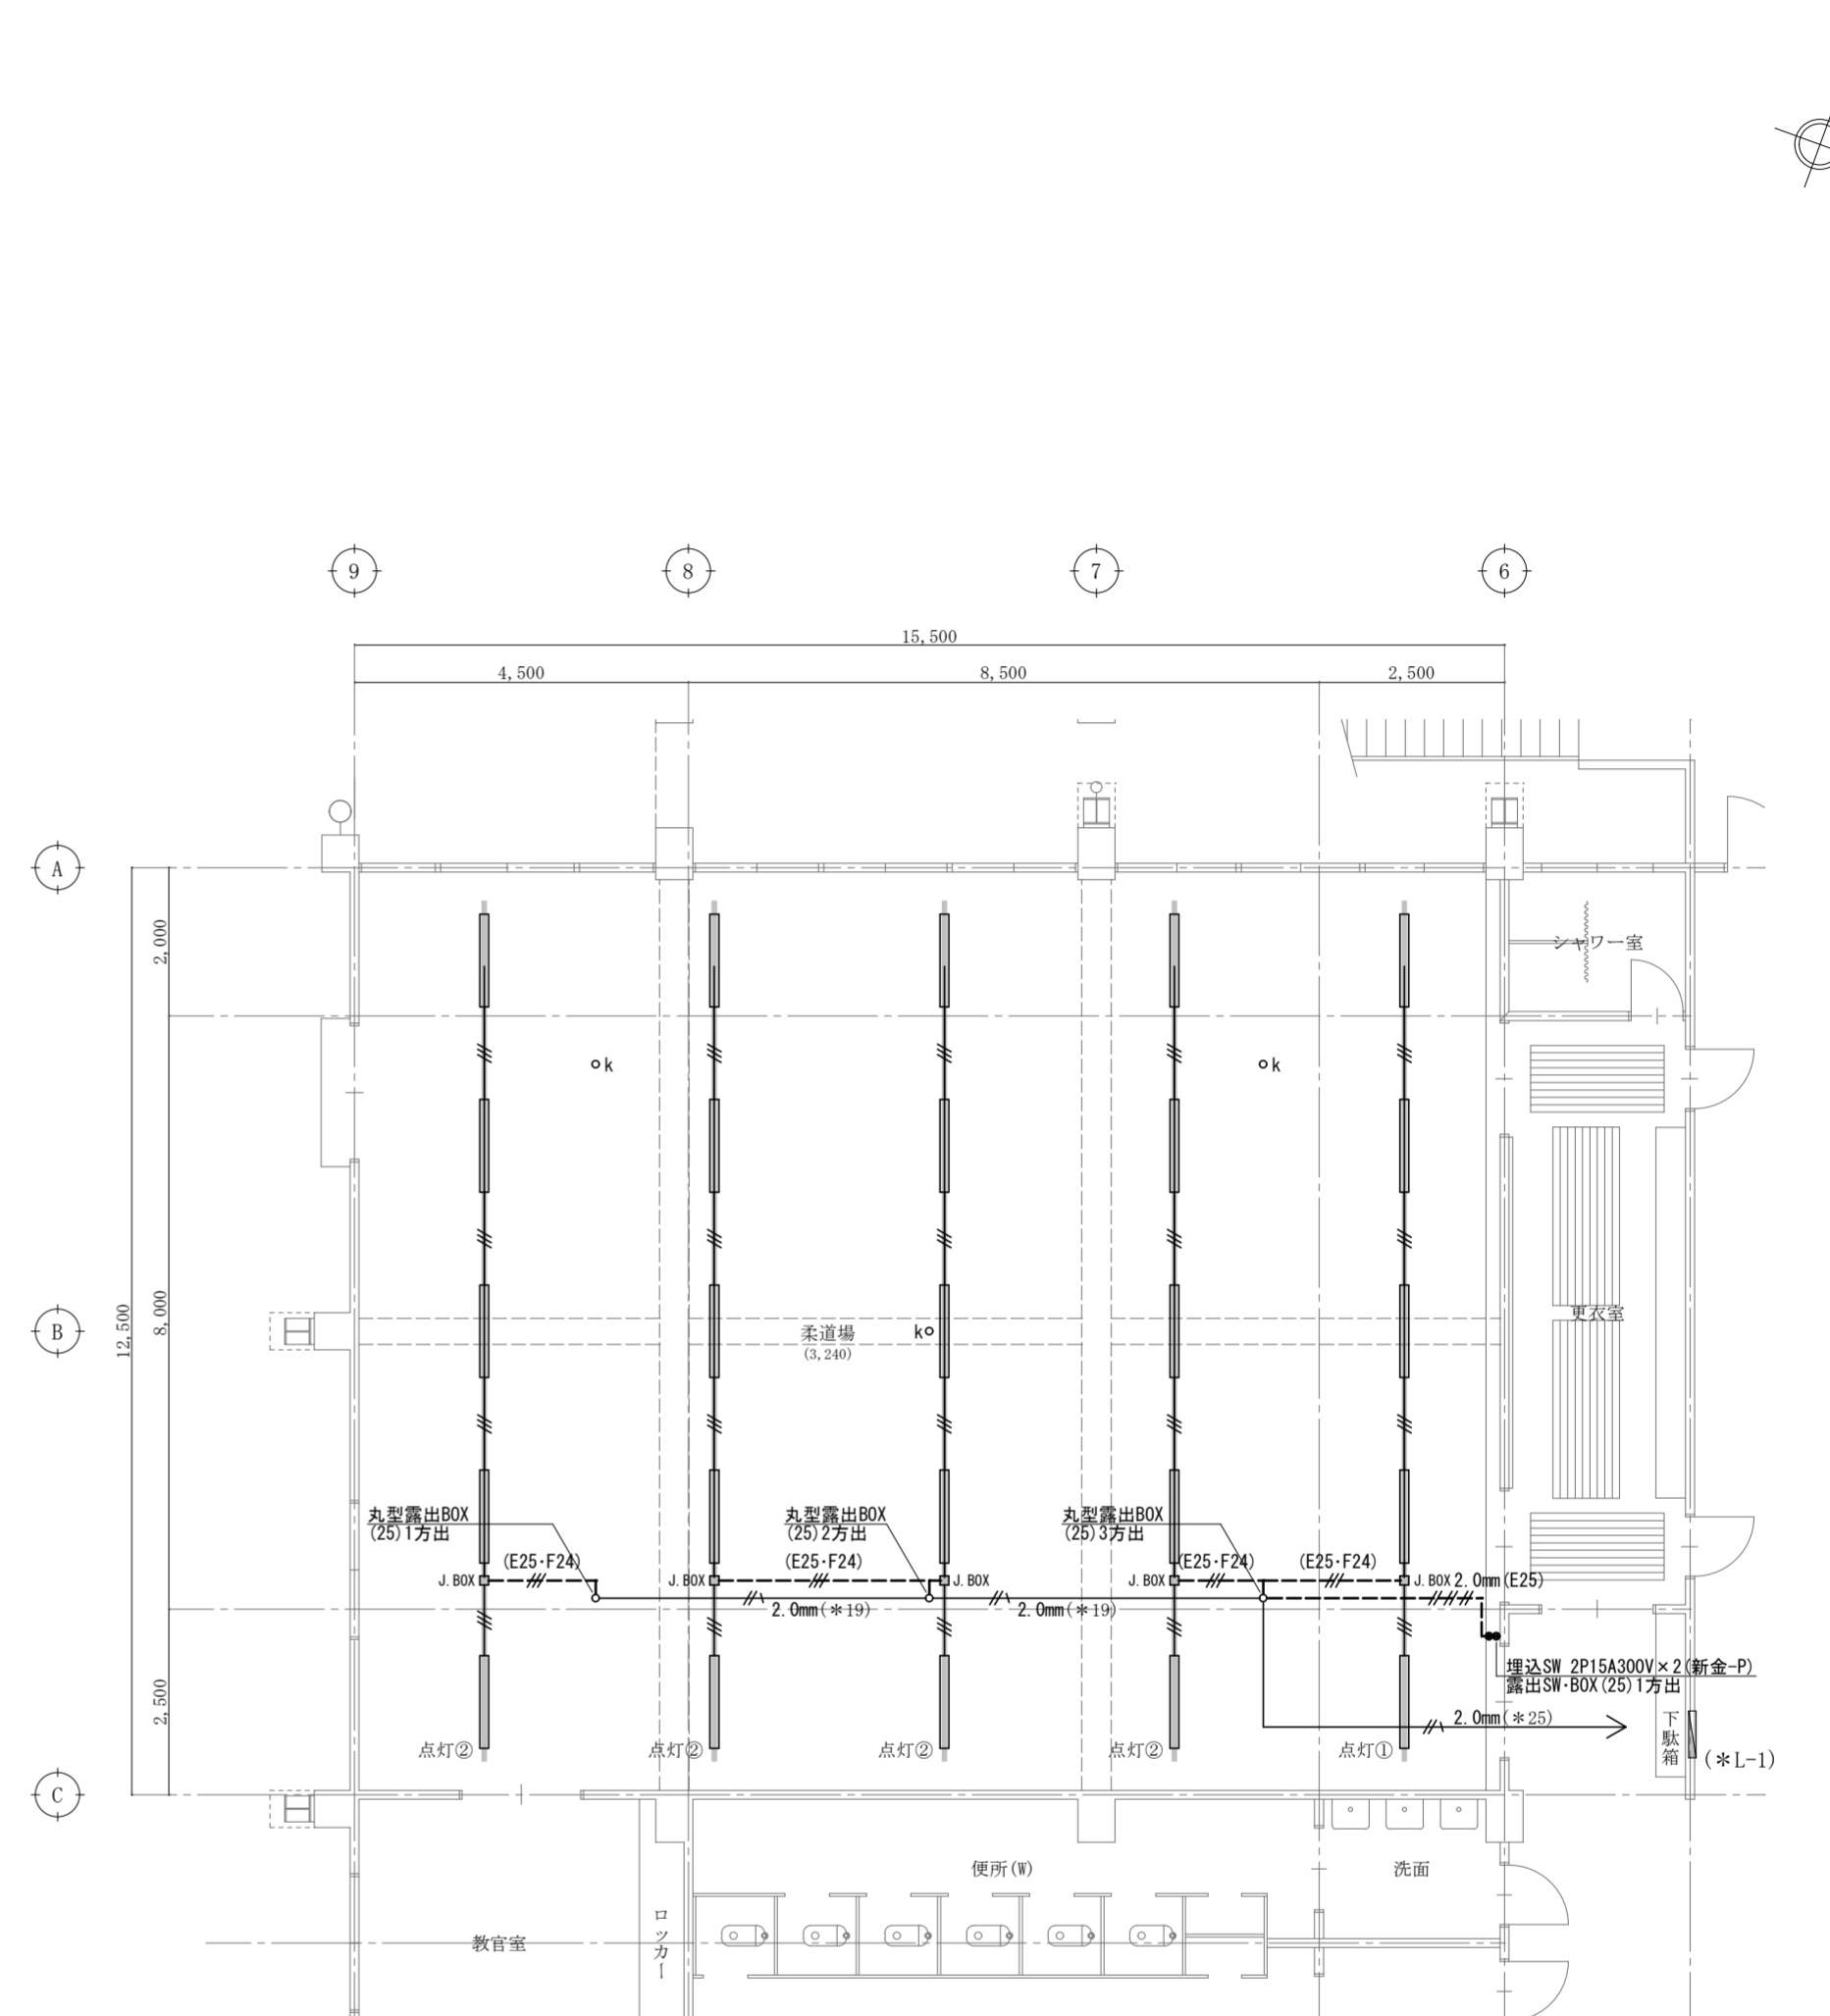 9
8
7
6
15,500
4,500
8,500
2,500
A
B
C
2,000
8,000
12,500
2,500
シャワー室
k
k
k
柔道場
(3,240)
更衣室
丸型露出BOX
(25)1方出
丸型露出BOX
(25)2方出
丸型露出BOX
(25)3方出
(E25·F24)
(E25·F24)
(E25·F24)
(E25·F24)
J.BOX
J.BOX
J.BOX
J.BOX
J.BOX
2.0mm(E25)
2.0mm(＊19)
2.0mm(＊19)
埋込SW 2P15A300V×2(新金-P)
露出SW·BOX(25)1方出
2.0mm(＊25)
下駄箱
(＊L-1)
点灯②
点灯②
点灯②
点灯②
点灯①
便所(W)
洗面
教官室
ロッカー